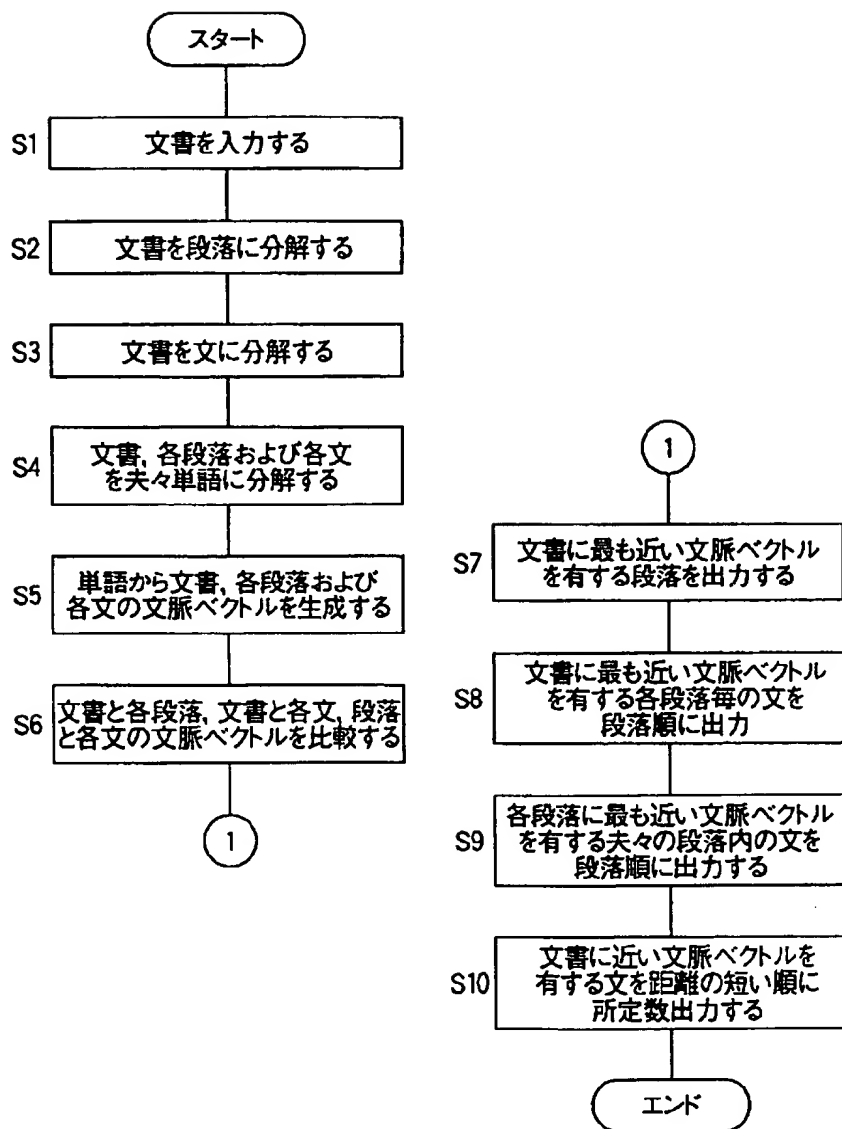 スタート
S1
文書を入力する
S2
文書を段落に分解する
S3
文書を文に分解する
S4
文書, 各段落および各文
を夫々単語に分解する
S5
単語から文書, 各段落および
各文の文脈ベクトルを生成する
S6
文書と各段落, 文書と各文, 段落
と各文の文脈ベクトルを比較する
1
1
S7
文書に最も近い文脈ベクトル
を有する段落を出力する
S8
文書に最も近い文脈ベクトル
を有する各段落毎の文を
段落順に出力
S9
各段落に最も近い文脈ベクトル
を有する夫々の段落内の文を
段落順に出力する
S10
文書に近い文脈ベクトルを
有する文を距離の短い順に
所定数出力する
エンド